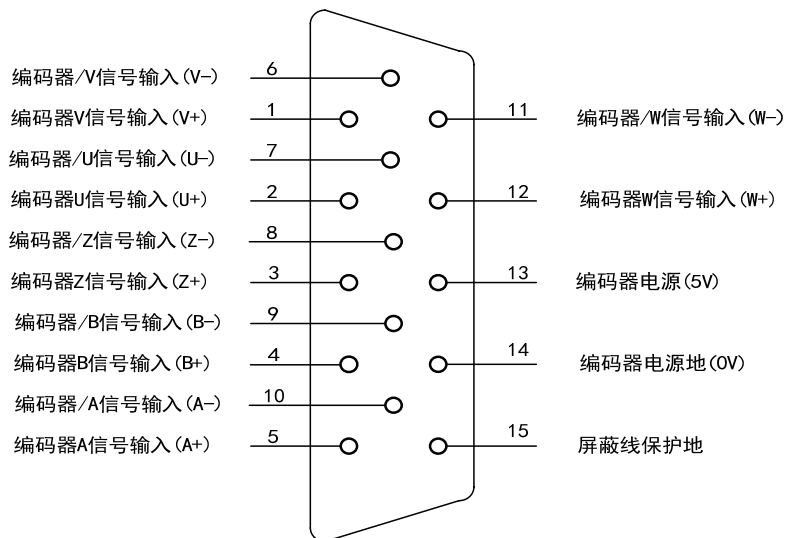 编码器/V信号输入(V-) 6
编码器V信号输入(V+) 1 11 编码器/W信号输入(W-)
编码器/U信号输入(U-) 7
编码器U信号输入(U+) 2 12 编码器W信号输入(W+)
编码器/Z信号输入(Z-) 8
编码器Z信号输入(Z+) 3 13 编码器电源(5V)
编码器/B信号输入(B-) 9
编码器B信号输入(B+) 4 14 编码器电源地(0V)
编码器/A信号输入(A-) 10
编码器A信号输入(A+) 5 15 屏蔽线保护地